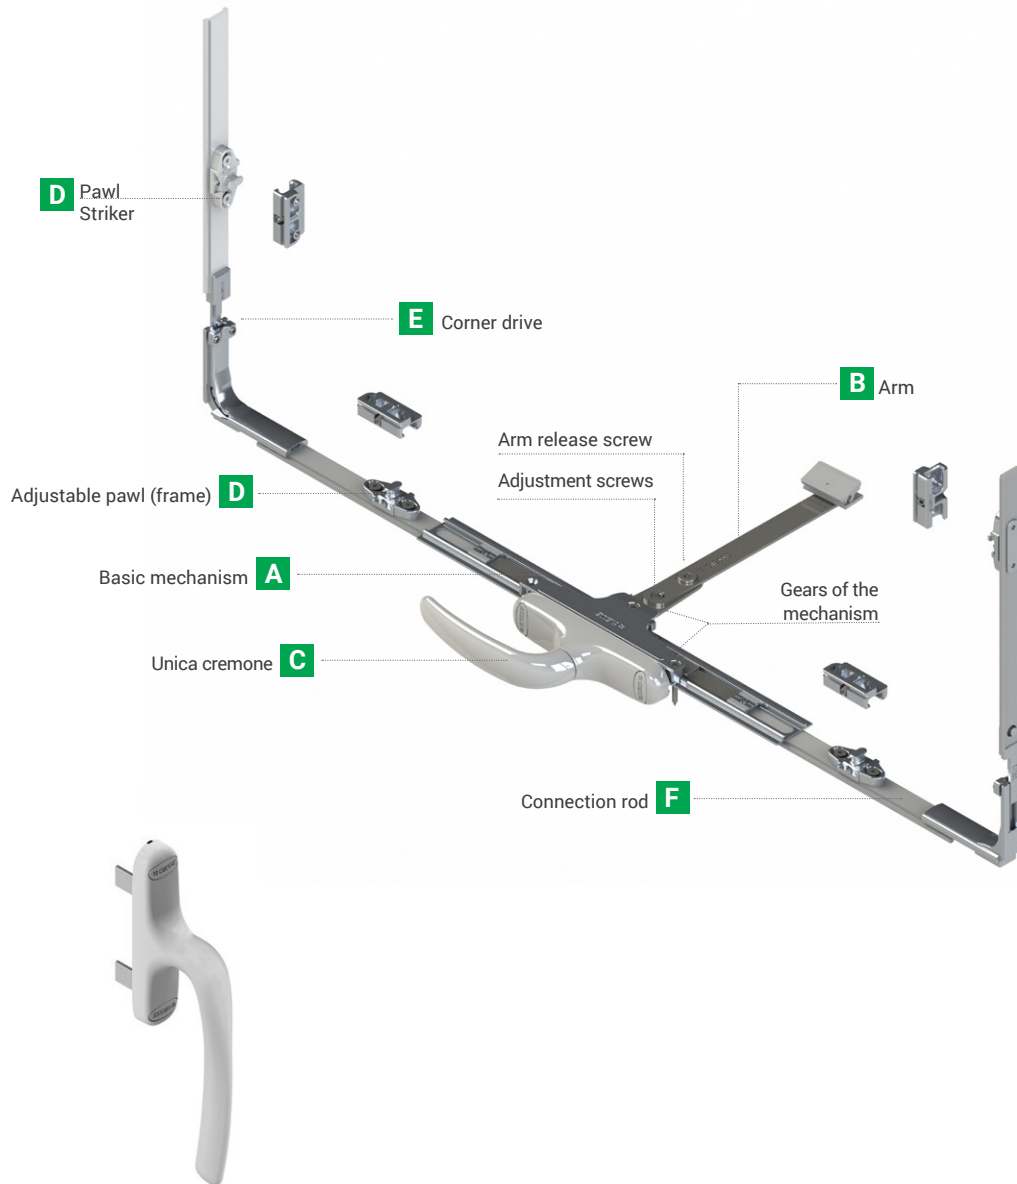 D Pawl
Striker
E Corner drive
B Arm
Arm release screw
Adjustment screws
Adjustable pawl (frame) D
Basic mechanism A
Gears of the
mechanism
Unica cremone C
Connection rod F